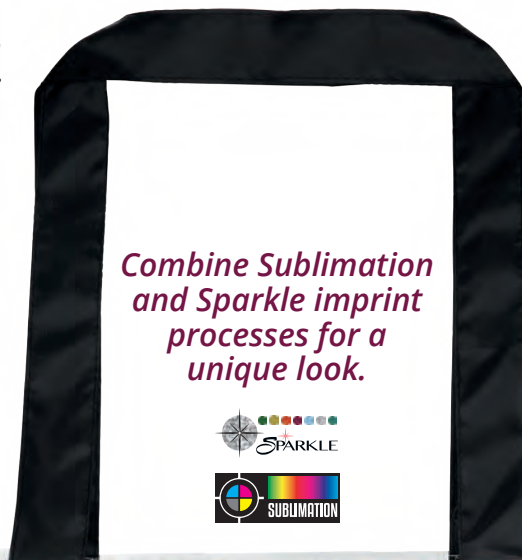 Combine Sublimation
and Sparkle imprint
processes for a
unique look.
SPARKLE
SUBLIMATION